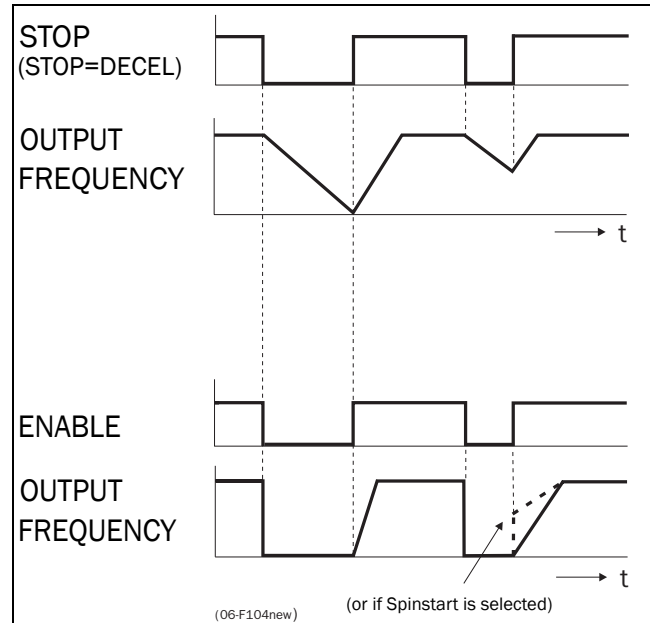 STOP
(STOP=DECEL)
OUTPUT
FREQUENCY
t
ENABLE
OUTPUT
FREQUENCY
t
(06-F104new)
(or if Spinstart is selected)